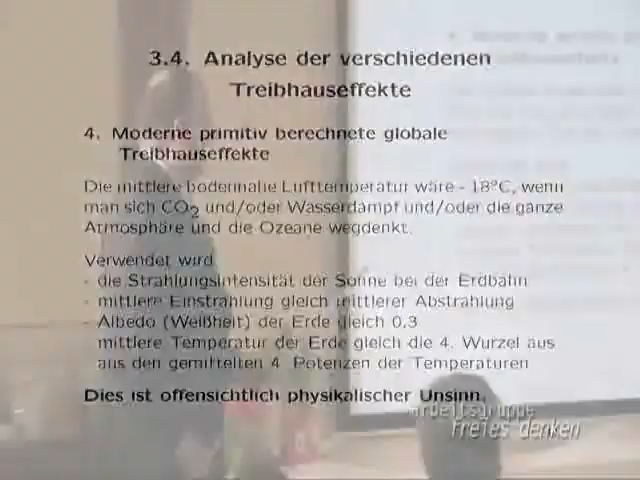 3.4. Analyse der verschiedenen
Treibhauseffekte
4. Moderne primitiv berechnete globale
Treibhauseffekte
Die mittlere bodennahe Lufttemperatur wäre - 18°C, wenn
man sich CO2 und/oder Wasserdampf und/oder die ganze
Atmosphäre und die Ozeane wegdenkt.
Verwendet wird
- die Strahlungsintensität der Sonne bei der Erdbahn
- mittlere Einstrahlung gleich mittlerer Abstrahlung
- Albedo (Weißheit) der Erde gleich 0.3
mittlere Temperatur der Erde gleich die 4. Wurzel aus
aus den gemittelten 4. Potenzen der Temperaturen
Dies ist offensichtlich physikalischer Unsinn.
arbeitsgruppe
Freies denken